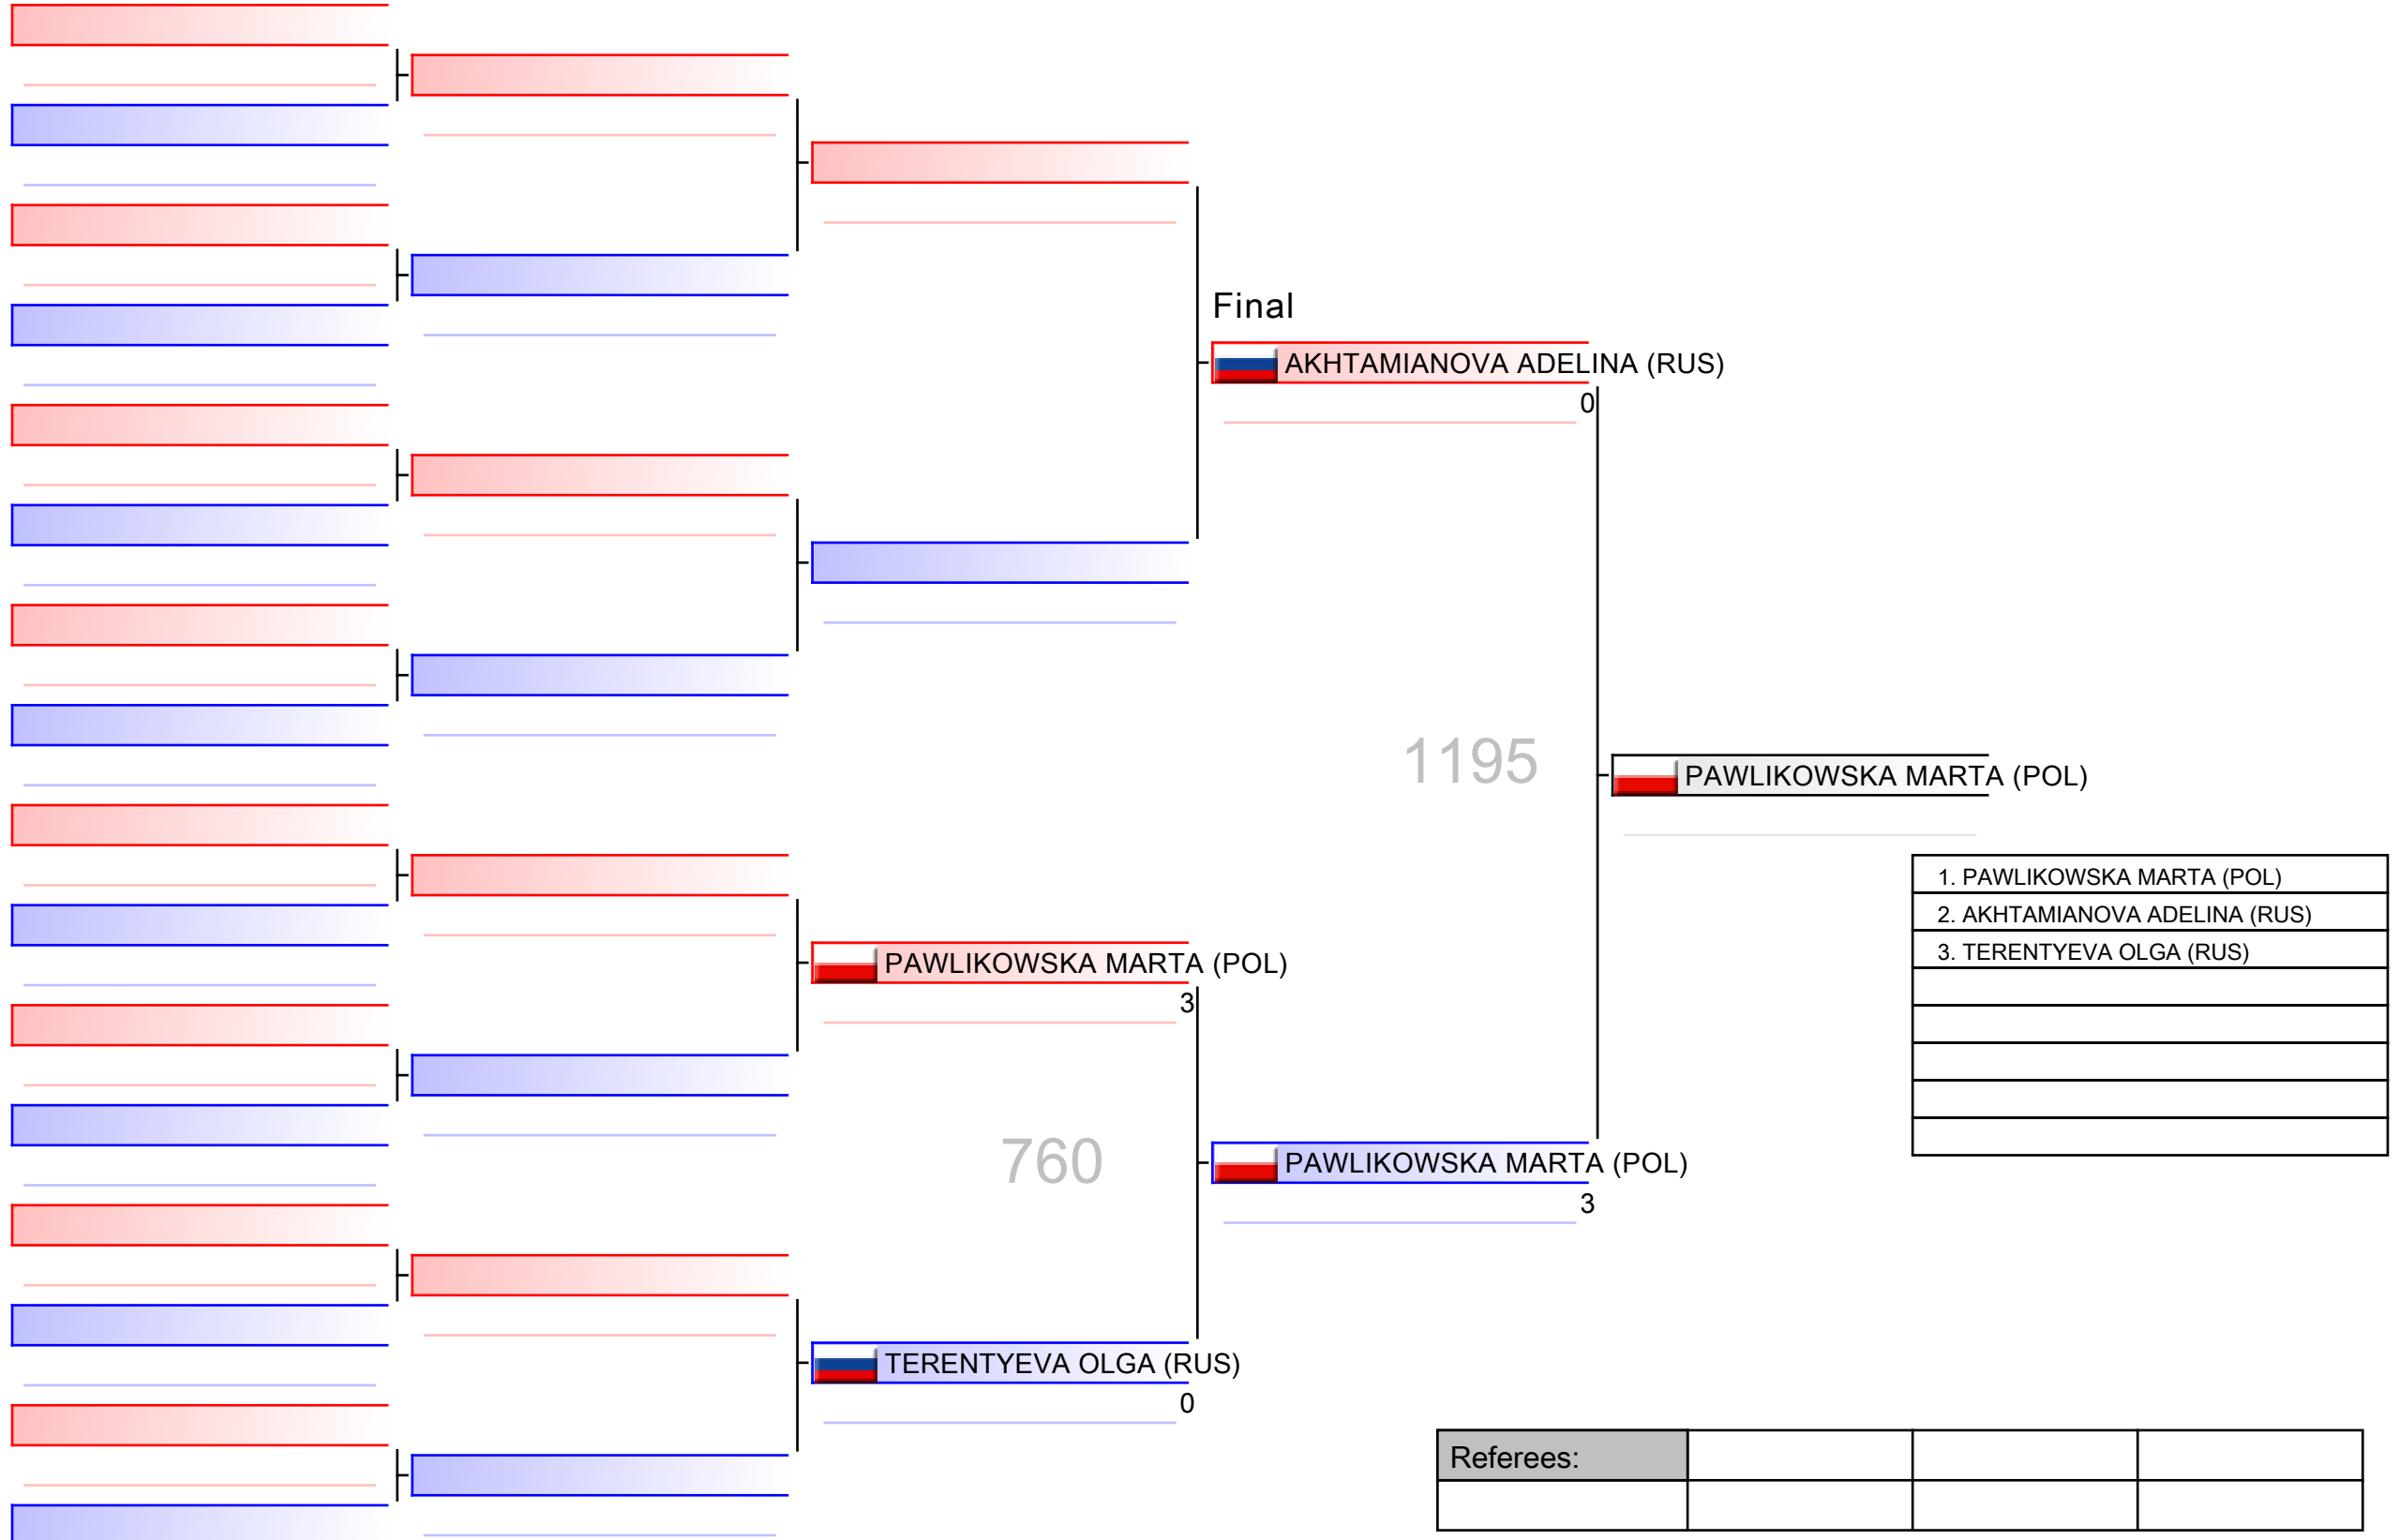 Final
AKHTAMIANOVA ADELINA (RUS)
0
1195
PAWLIKOWSKA MARTA (POL)
1. PAWLIKOWSKA MARTA (POL)
2. AKHTAMIANOVA ADELINA (RUS)
3. TERENTYEVA OLGA (RUS)
PAWLIKOWSKA MARTA (POL)
3
760
PAWLIKOWSKA MARTA (POL)
3
TERENTYEVA OLGA (RUS)
0
Referees: